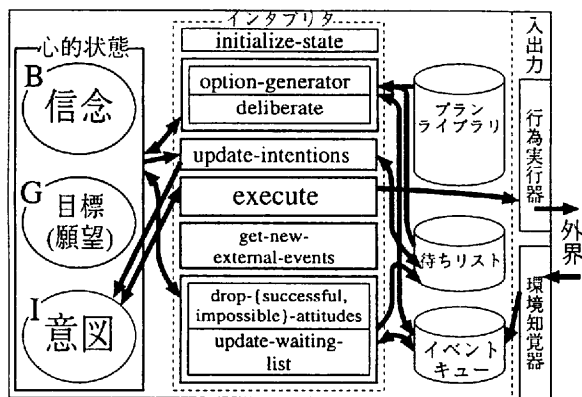 心的状態
B
信念
G
目標
(願望)
I
意図
インタプリタ
initialize-state
option-generator
deliberate
update-intentions
execute
get-new-
external-events
drop-{successful,
impossible}-attitudes
update-waiting-
list
プラン
ライブラリ
待ちリスト
イベント
キュー
入出力
行為実行器
環境知覚器
外界